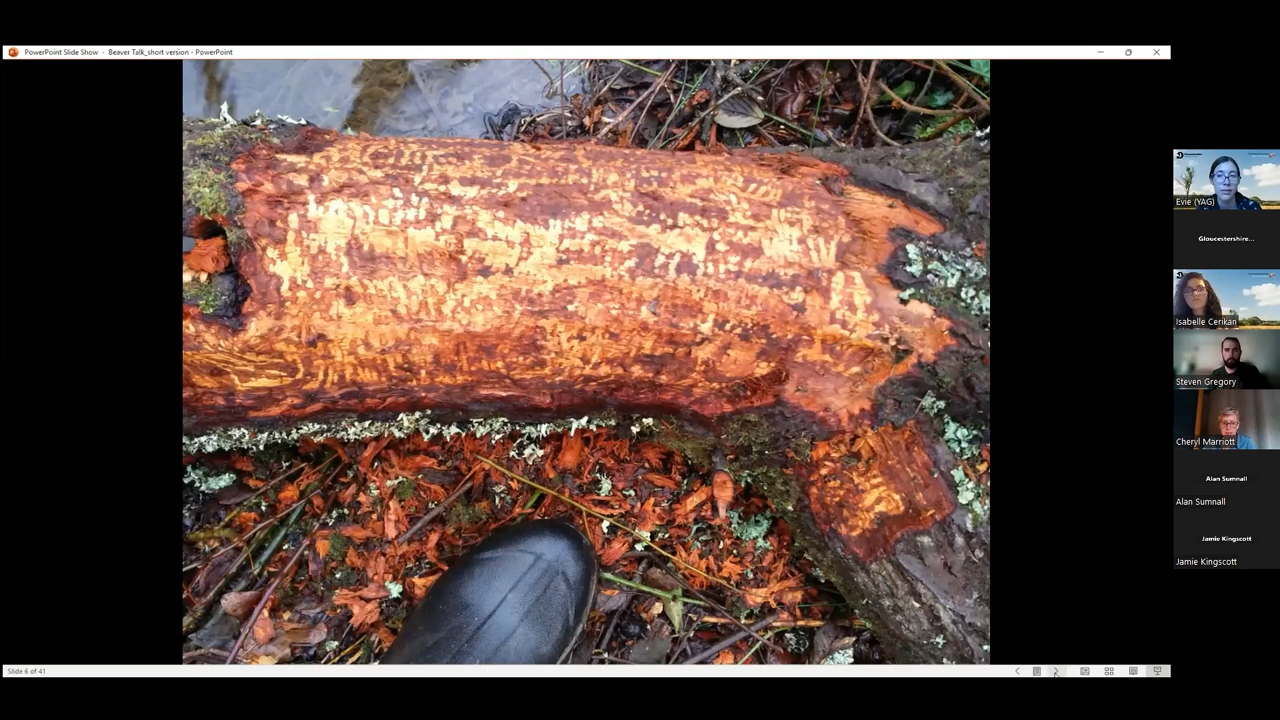 PowerPoint Slide Show - Beaver Talk_short version - PowerPoint
Evie (YAG)
Gloucestershire...
Isabelle Cerikan
Steven Gregory
Cheryl Marriott
Alan Sumnall
Alan Sumnall
Jamie Kingscott
Jamie Kingscott
Slide 6 of 41